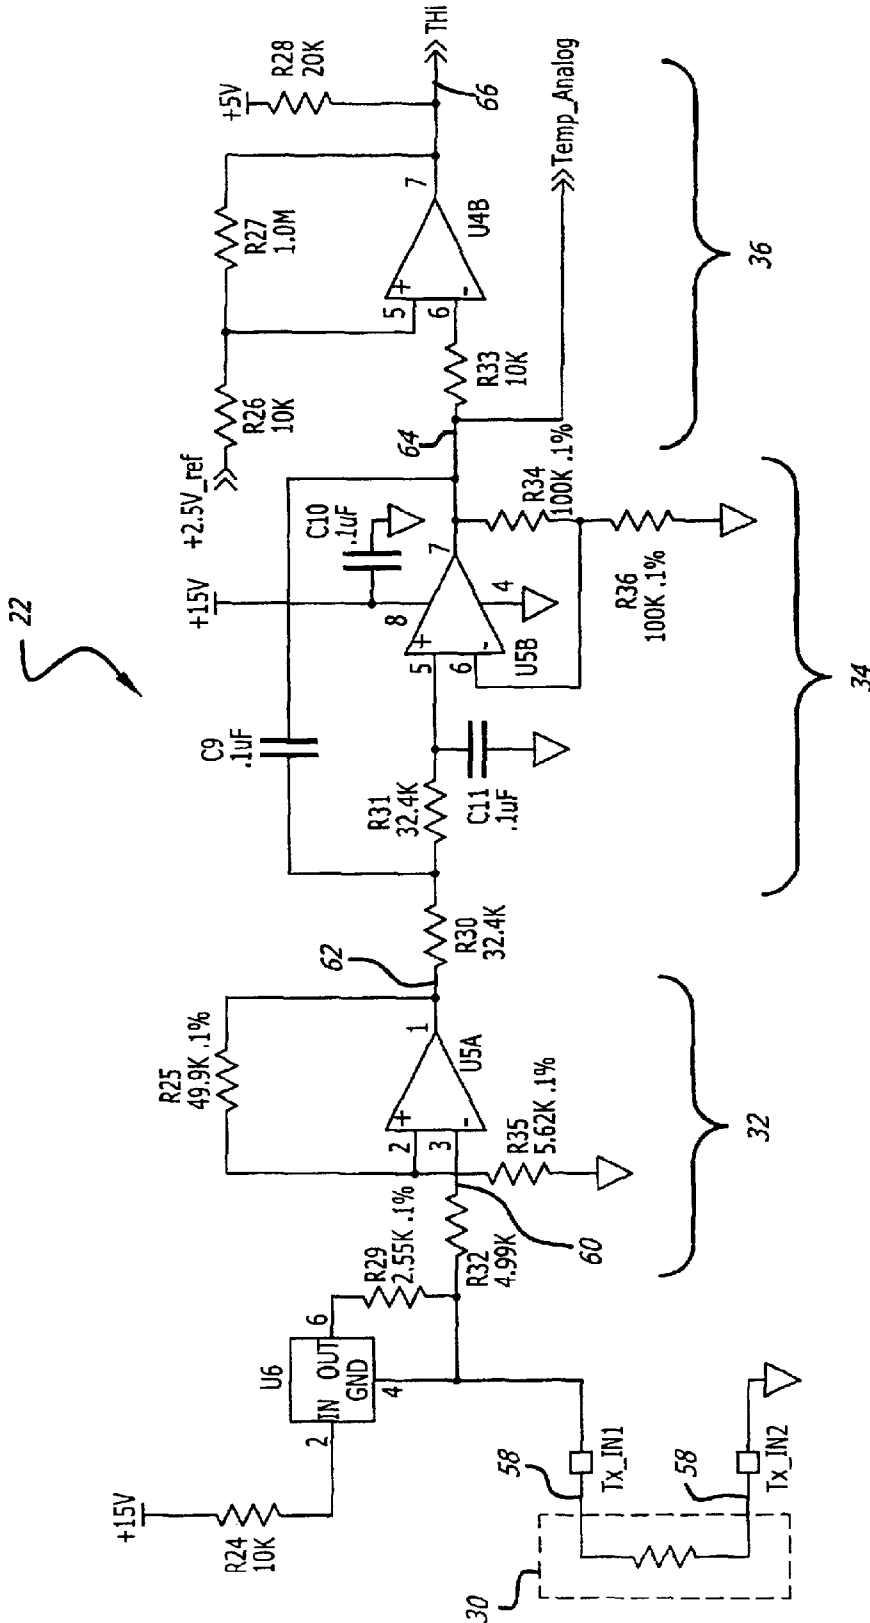 22
+15V
R24
10K
2
IN
U6
OUT
GND
6
4
R29
2.55K .1%
R32
4.99K
60
R25
49.9K .1%
2
3
+
-
1
U5A
R35
5.62K .1%
62
R30
32.4K
R31
32.4K
C9
.1uF
C11
.1uF
+15V
C10
.1uF
8
5
6
+
-
7
4
U5B
R34
100K .1%
R36
100K .1%
64
+2.5V_ref
R26
10K
R27
1.0M
R33
10K
5
6
+
-
7
U4B
+5V
R28
20K
66
THi
Temp_Analog
30
58
Tx_IN1
58
Tx_IN2
32
34
36